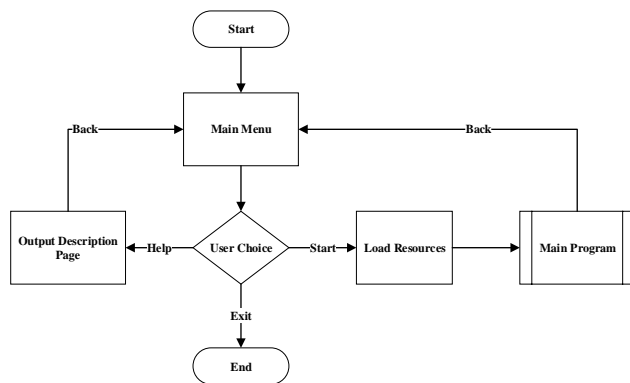 Start
Main Menu
Back
Back
Output Description
Page
Help
User Choice
Start
Load Resources
Main Program
Exit
End